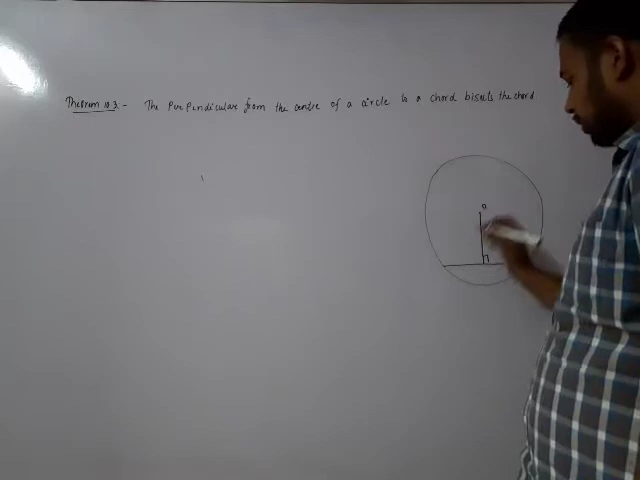 Theorem 10.3:- The Perpendicular from the centre of a circle to a chord bisects the chord
o